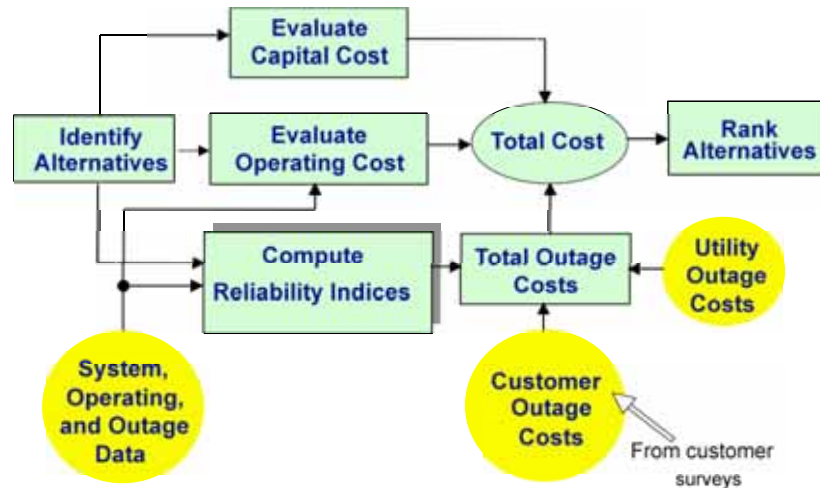 Evaluate
Capital Cost
Identify
Alternatives
Evaluate
Operating Cost
Total Cost
Rank
Alternatives
Compute
Reliability Indices
Total Outage
Costs
Utility
Outage
Costs
System,
Operating,
and Outage
Data
Customer
Outage
Costs
From customer
surveys